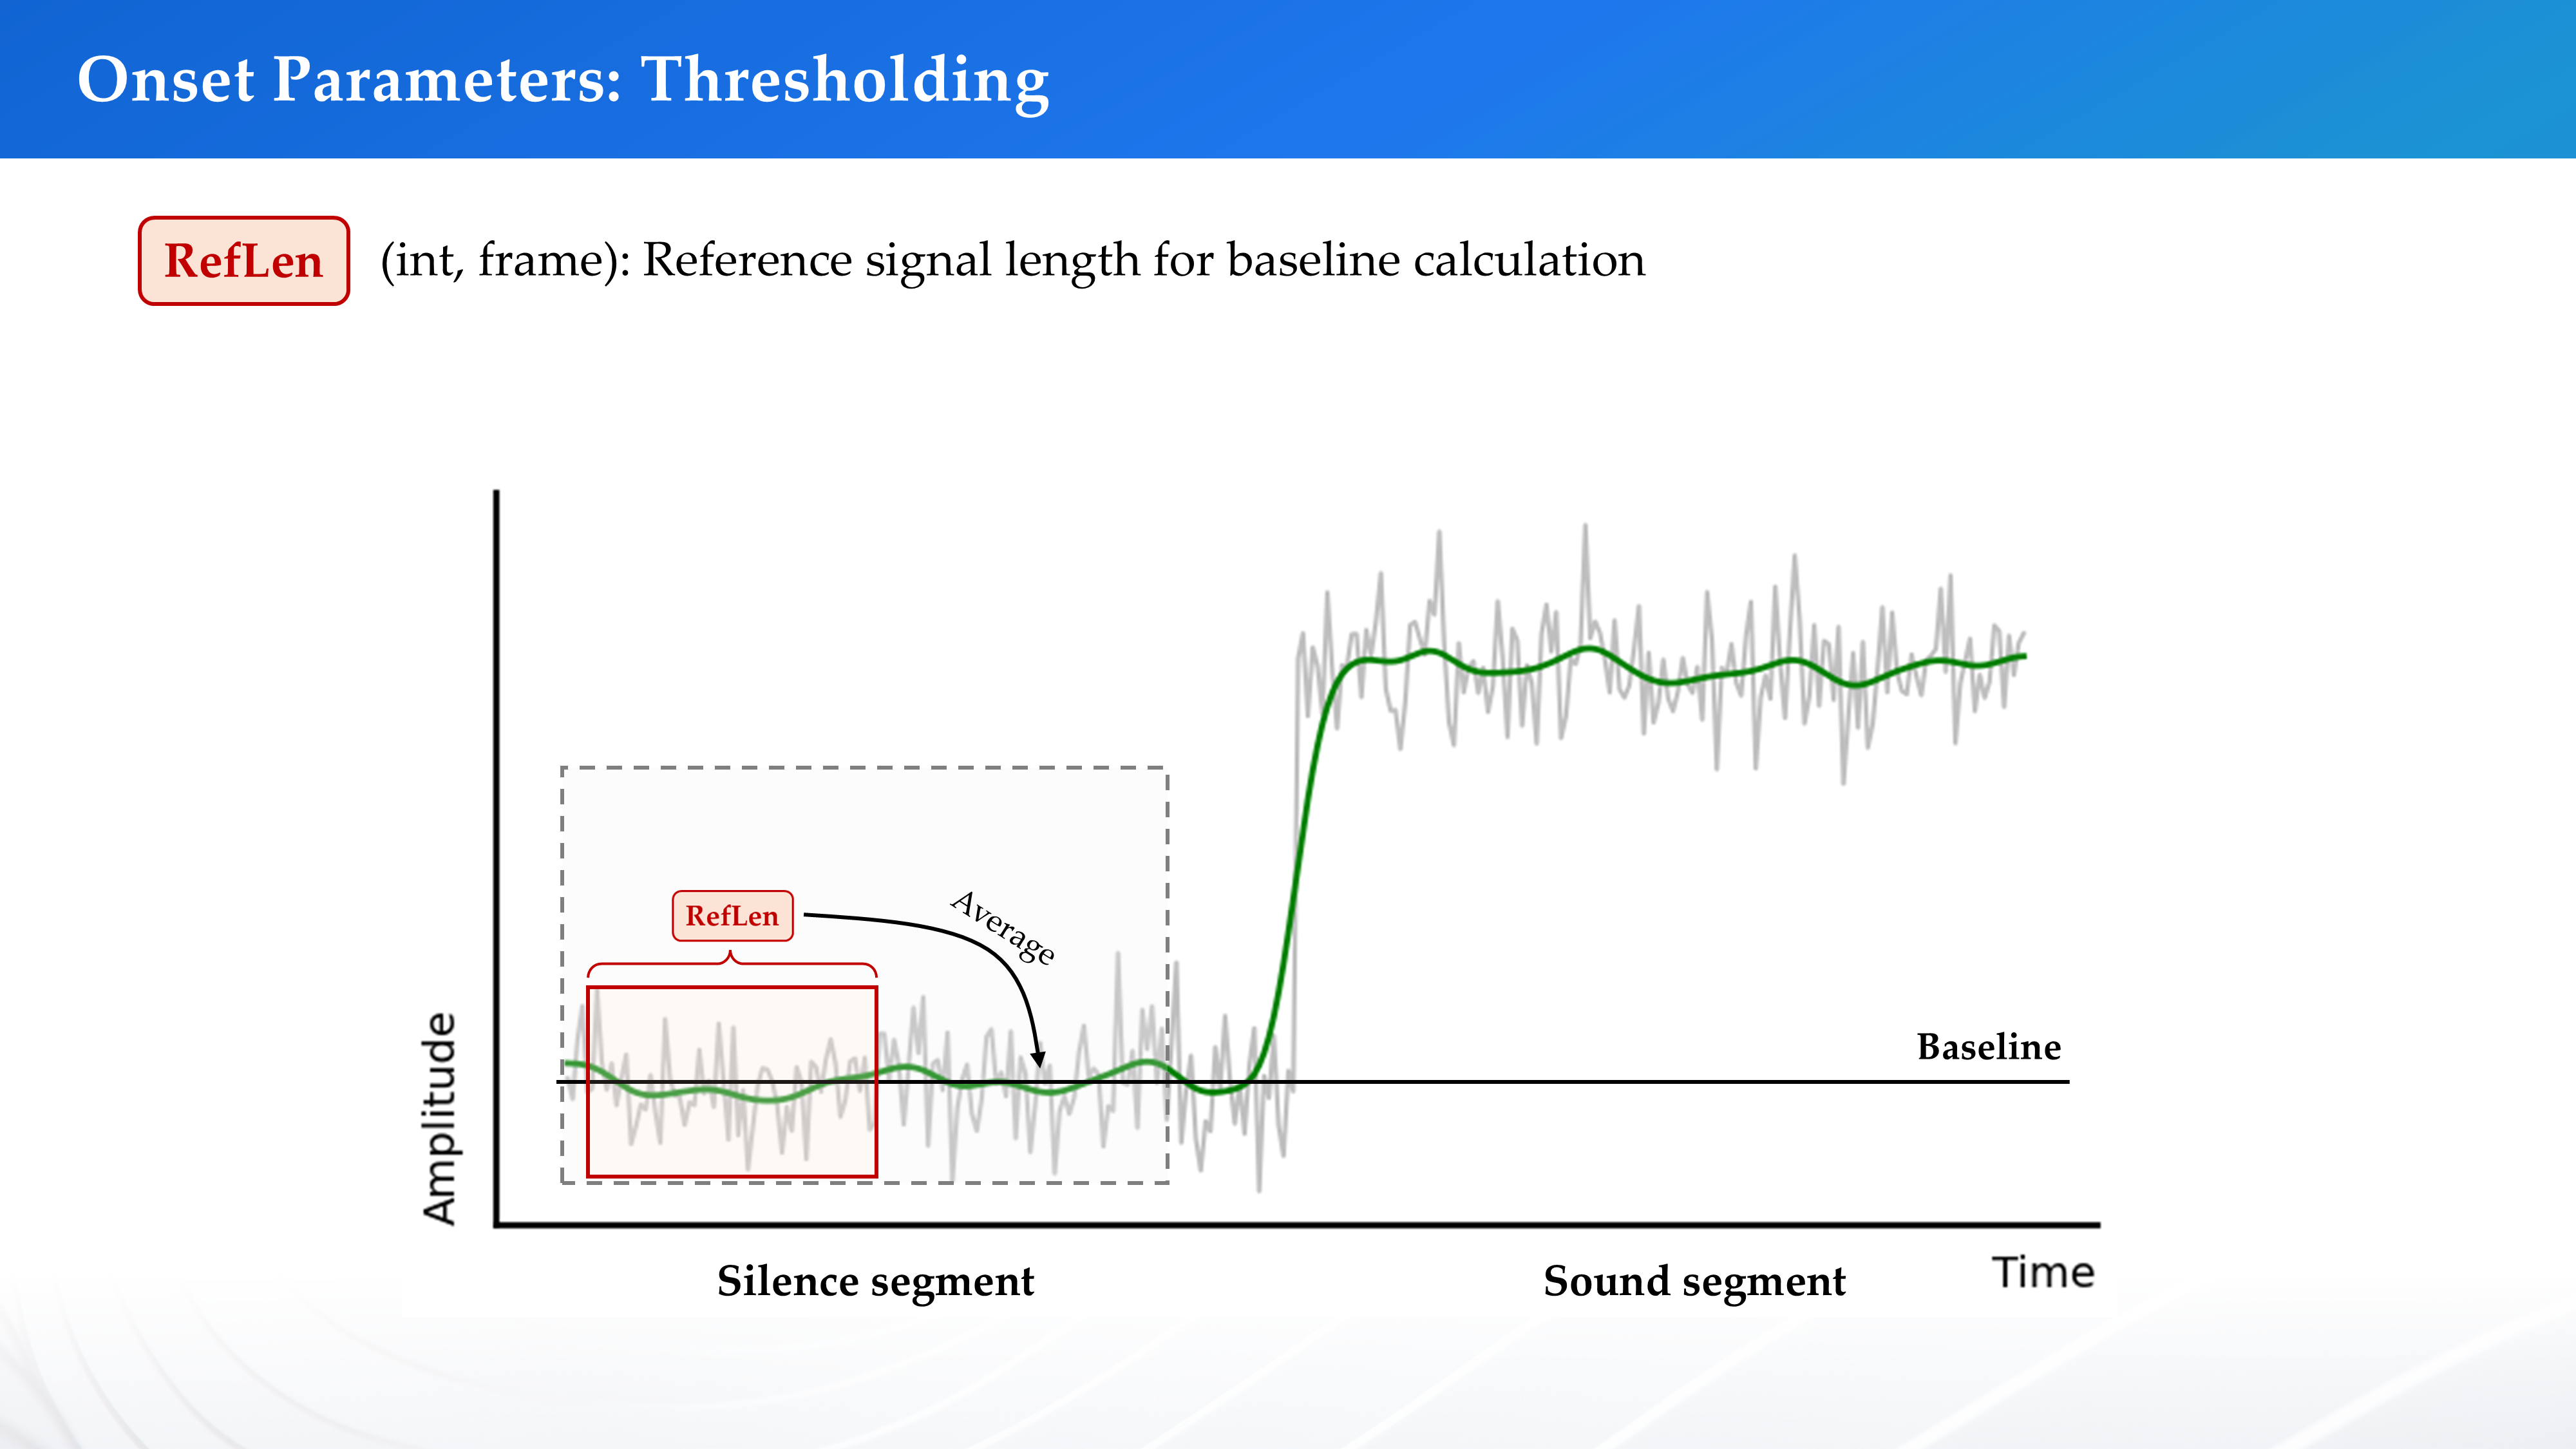 Onset Parameters: Thresholding
RefLen (int, frame): Reference signal length for baseline calculation
Average
RefLen
Baseline
Amplitude
Silence segment
Sound segment
Time